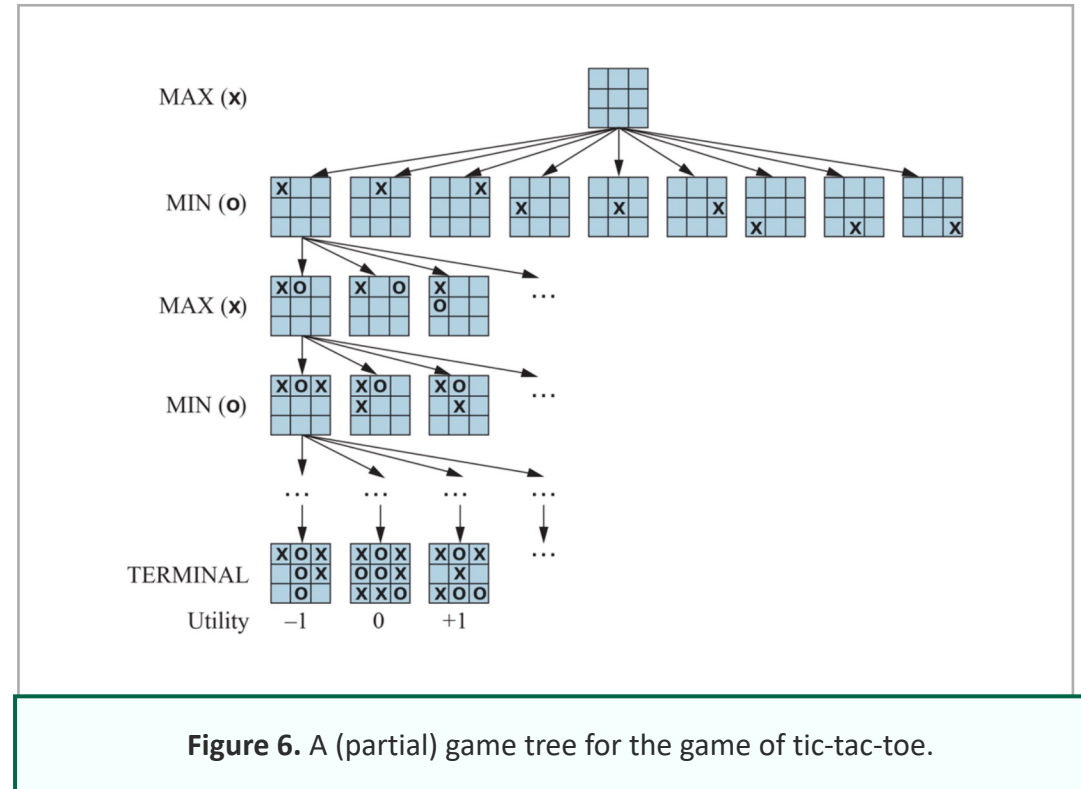 MAX (x)
MIN (o)
X X X X X X X X X
MAX (x)
X O X O X
O
...
MIN (o)
X O X X O X O
X X
...
... ... ... ...
X O X X O X X O X ...
TERMINAL O X O O X X
O X X O X O O
Utility –1 0 +1
Figure 6. A (partial) game tree for the game of tic-tac-toe.